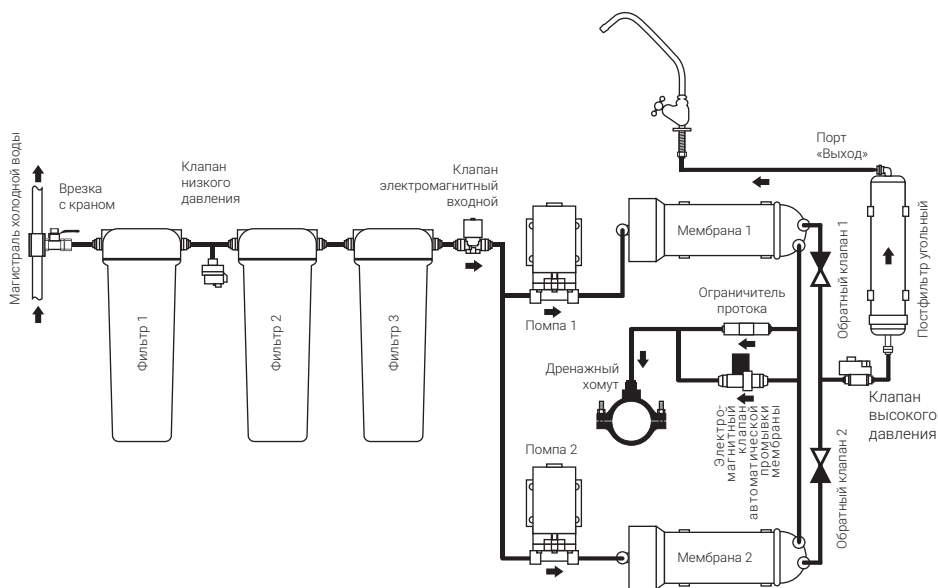 Магистраль холодной воды
Врезка
с краном
Клапан
низкого
давления
Клапан
электромагнитный
входной
Порт
«Выход»
Фильтр 1
Фильтр 2
Фильтр 3
Помпа 1
Мембрана 1
Обратный клапан 1
Постфильтр угольный
Ограничитель
протока
Дренажный
хомут
Электро-
магнитный
клапан
автоматической
промывки
мембраны
Клапан
высокого
давления
Помпа 2
Мембрана 2
Обратный клапан 2